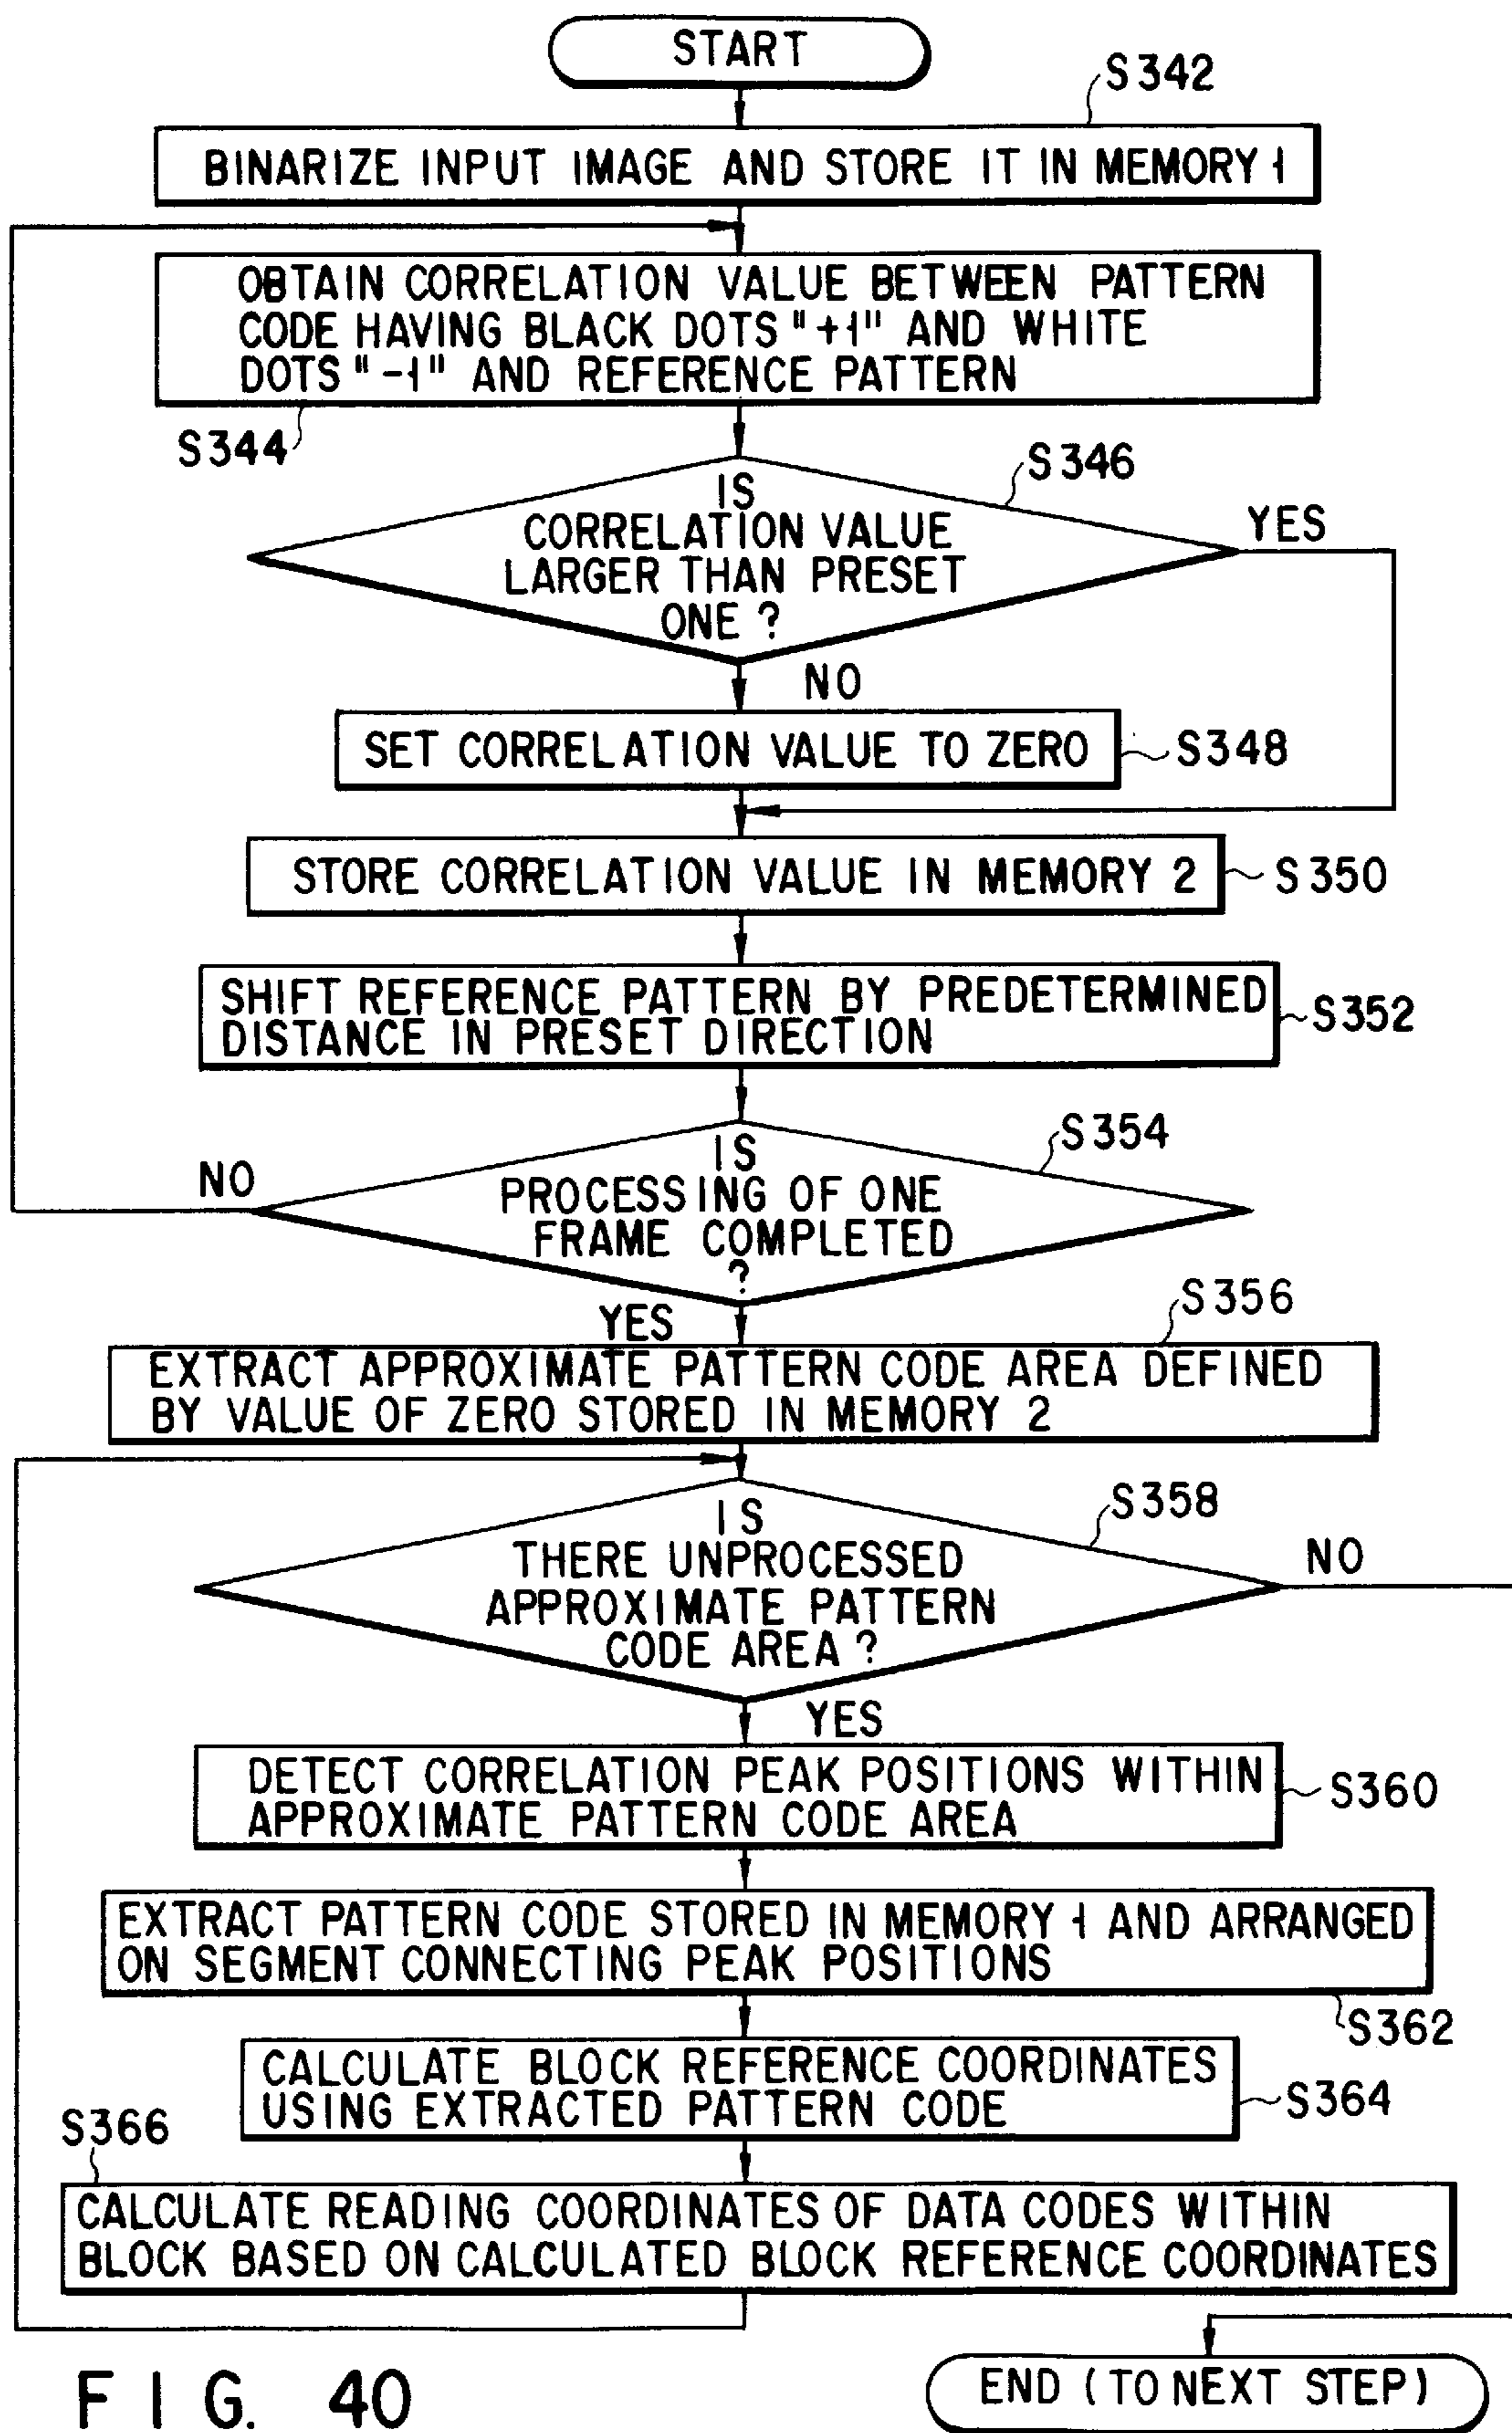 START
S342
BINARIZE INPUT IMAGE AND STORE IT IN MEMORY 1
OBTAIN CORRELATION VALUE BETWEEN PATTERN
CODE HAVING BLACK DOTS "+1" AND WHITE
DOTS "-1" AND REFERENCE PATTERN
S344
S346
IS
CORRELATION VALUE
LARGER THAN PRESET
ONE ?
YES
NO
SET CORRELATION VALUE TO ZERO
S348
STORE CORRELATION VALUE IN MEMORY 2
S350
SHIFT REFERENCE PATTERN BY PREDETERMINED
DISTANCE IN PRESET DIRECTION
S352
S354
NO
IS
PROCESSING OF ONE
FRAME COMPLETED
?
YES
S356
EXTRACT APPROXIMATE PATTERN CODE AREA DEFINED
BY VALUE OF ZERO STORED IN MEMORY 2
S358
IS
THERE UNPROCESSED
APPROXIMATE PATTERN
CODE AREA ?
NO
YES
DETECT CORRELATION PEAK POSITIONS WITHIN
APPROXIMATE PATTERN CODE AREA
S360
EXTRACT PATTERN CODE STORED IN MEMORY 1 AND ARRANGED
ON SEGMENT CONNECTING PEAK POSITIONS
S362
CALCULATE BLOCK REFERENCE COORDINATES
USING EXTRACTED PATTERN CODE
S364
S366
CALCULATE READING COORDINATES OF DATA CODES WITHIN
BLOCK BASED ON CALCULATED BLOCK REFERENCE COORDINATES
END (TO NEXT STEP)
FIG. 40